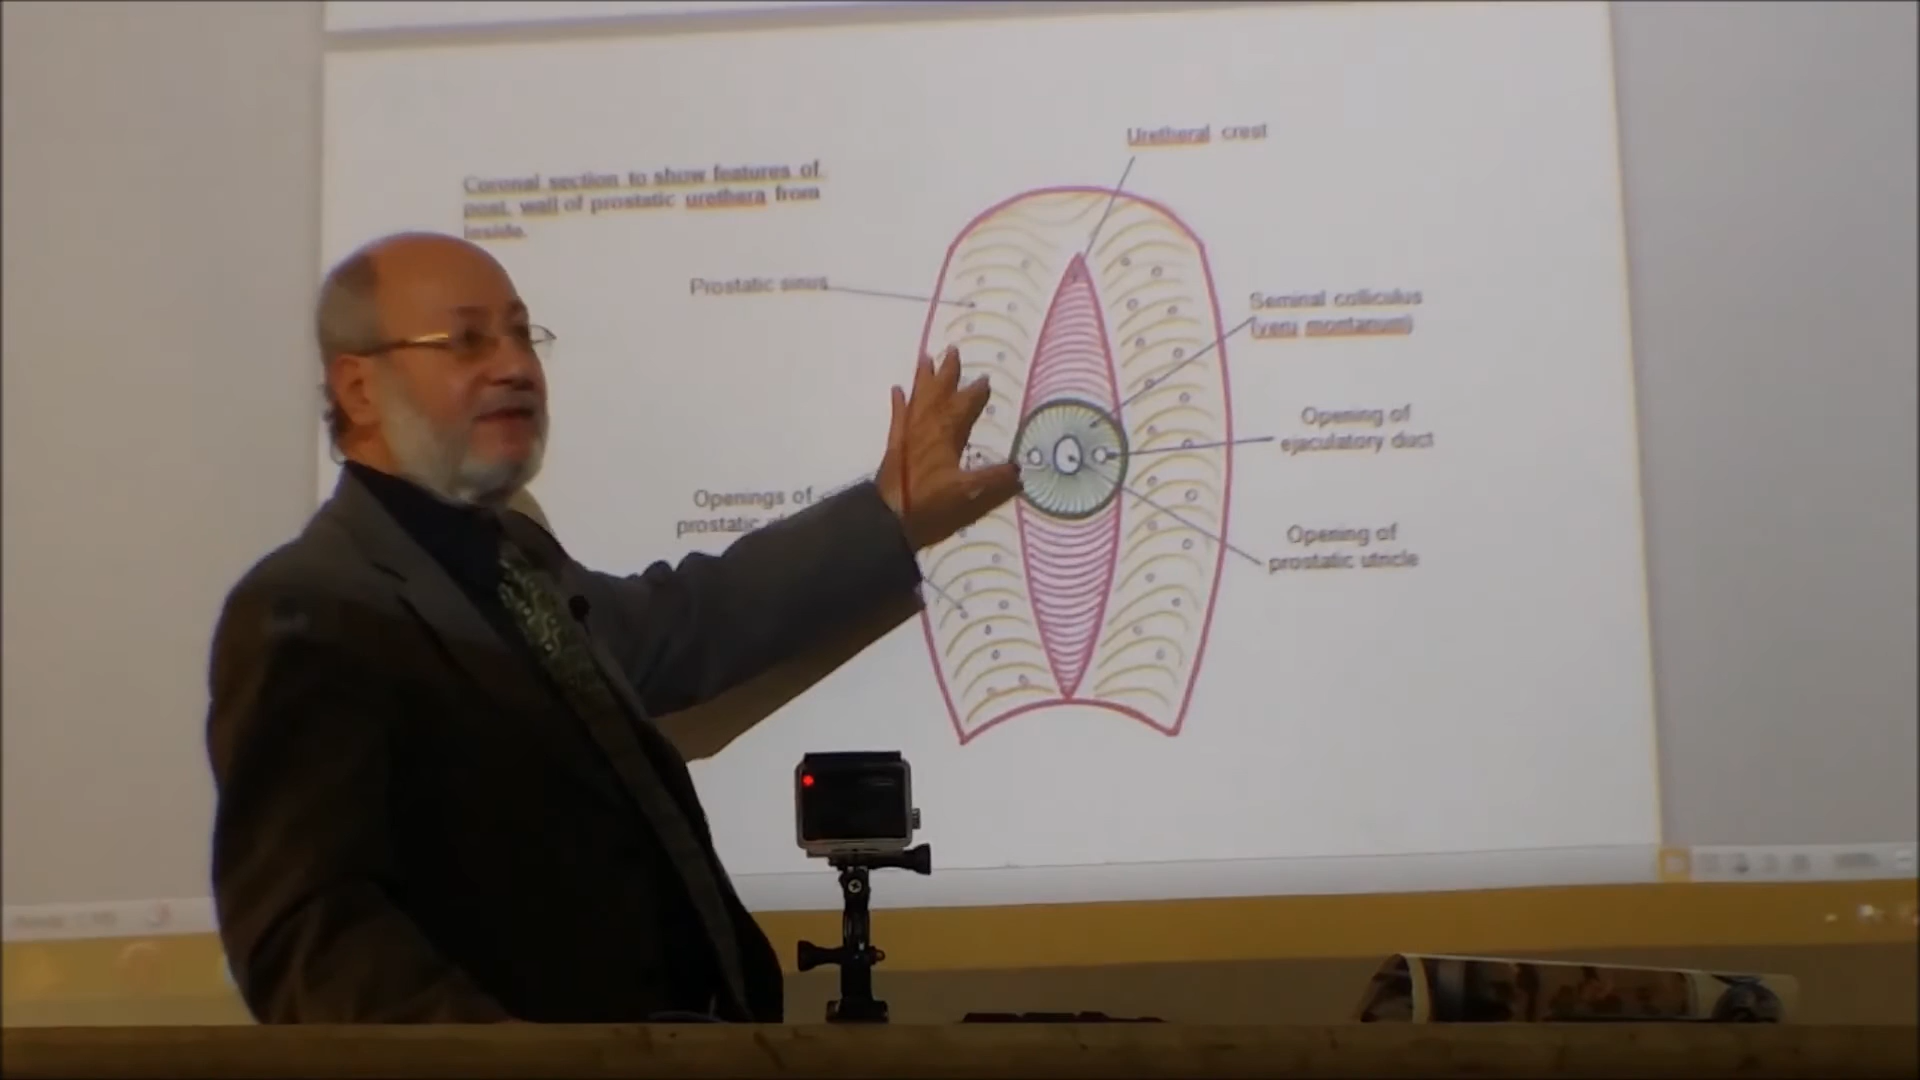 Coronal section to show features of
post. wall of prostatic urethera from
inside.
Uretheral crest
Prostatic sinus
Seminal colliculus
(veru montanum)
Opening of
ejaculatory duct
Openings of
prostatic
Opening of
prostatic utricle